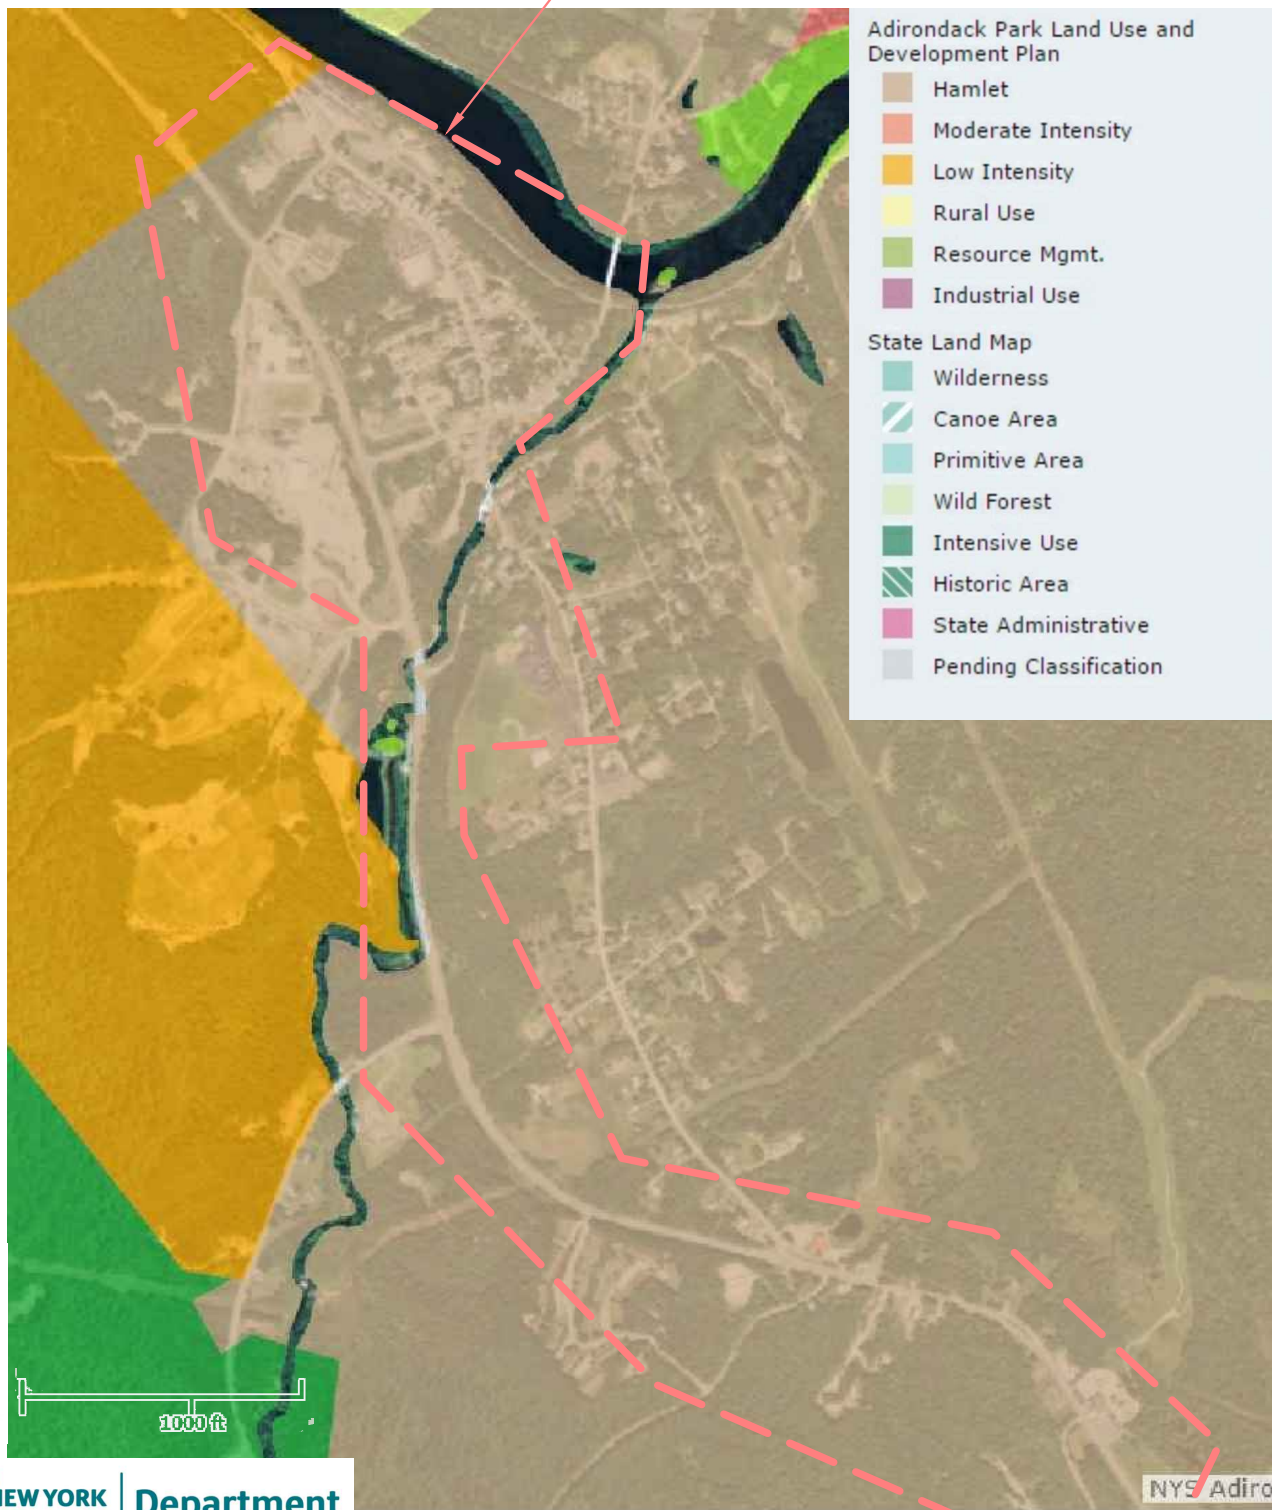 Adirondack Park Land Use and
Development Plan
Hamlet
Moderate Intensity
Low Intensity
Rural Use
Resource Mgmt.
Industrial Use
State Land Map
Wilderness
Canoe Area
Primitive Area
Wild Forest
Intensive Use
Historic Area
State Administrative
Pending Classification
1000 ft
NYS Adiro
NEW YORK
Department